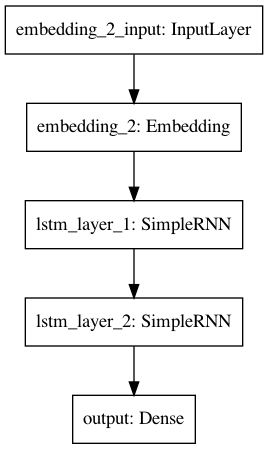 embedding_2_input: InputLayer
embedding_2: Embedding
lstm_layer_1: SimpleRNN
lstm_layer_2: SimpleRNN
output: Dense